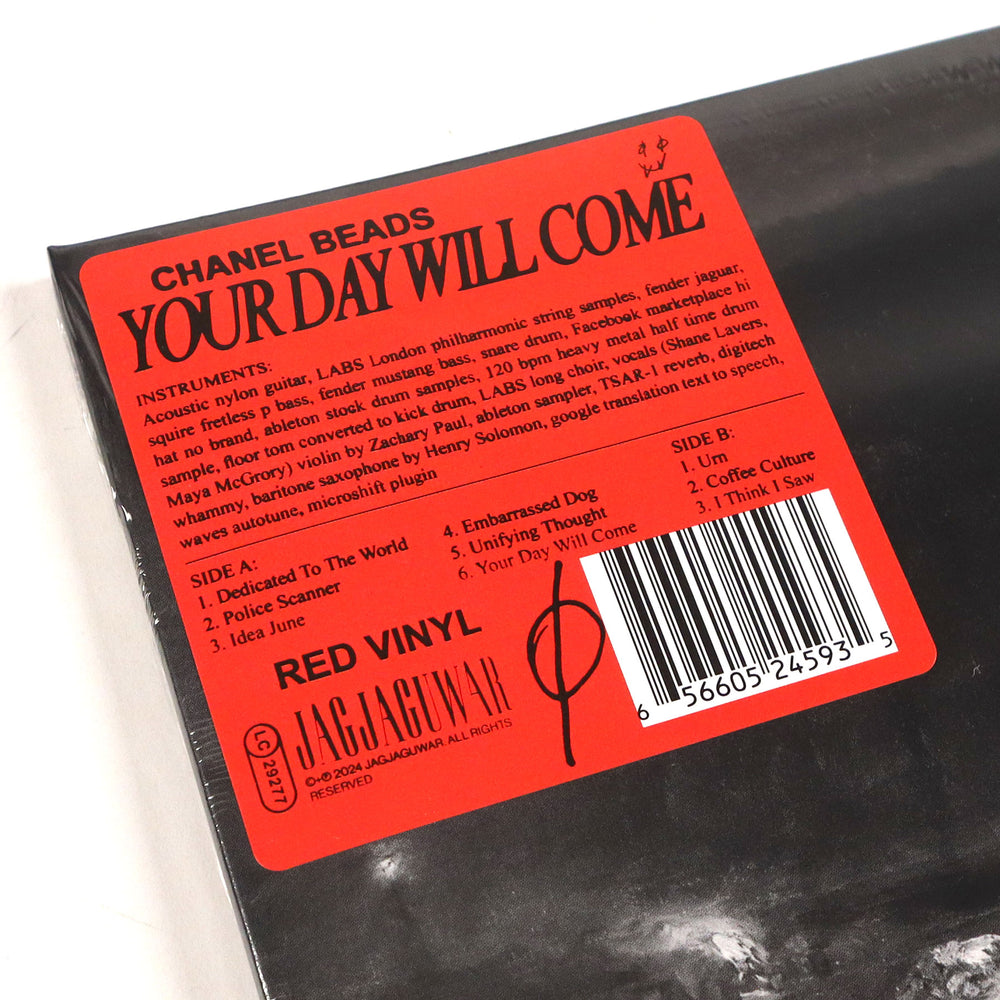 CHANEL BEADS
YOUR DAY WILL COME
INSTRUMENTS:
Acoustic nylon guitar, LABS London philharmonic string samples, fender jaguar,
squire fretless p bass, fender mustang bass, snare drum, Facebook marketplace hi
hat no brand, ableton stock drum samples, 120 bpm heavy metal half time drum
sample, floor tom converted to kick drum, LABS long choir, vocals (Shane Lavers,
Maya McGrory) violin by Zachary Paul, ableton sampler, TSAR-1 reverb, digitech
whammy, baritone saxophone by Henry Solomon, google translation text to speech,
waves autotune, microshift plugin
SIDE A:
1. Dedicated To The World
2. Police Scanner
3. Idea June
4. Embarrassed Dog
5. Unifying Thought
6. Your Day Will Come
SIDE B:
1. Urn
2. Coffee Culture
3. I Think I Saw
RED VINYL
LC 29277
JAGJAGUWAR
©+℗ 2024 JAGJAGUWAR. ALL RIGHTS
RESERVED
6 56605 24593 5